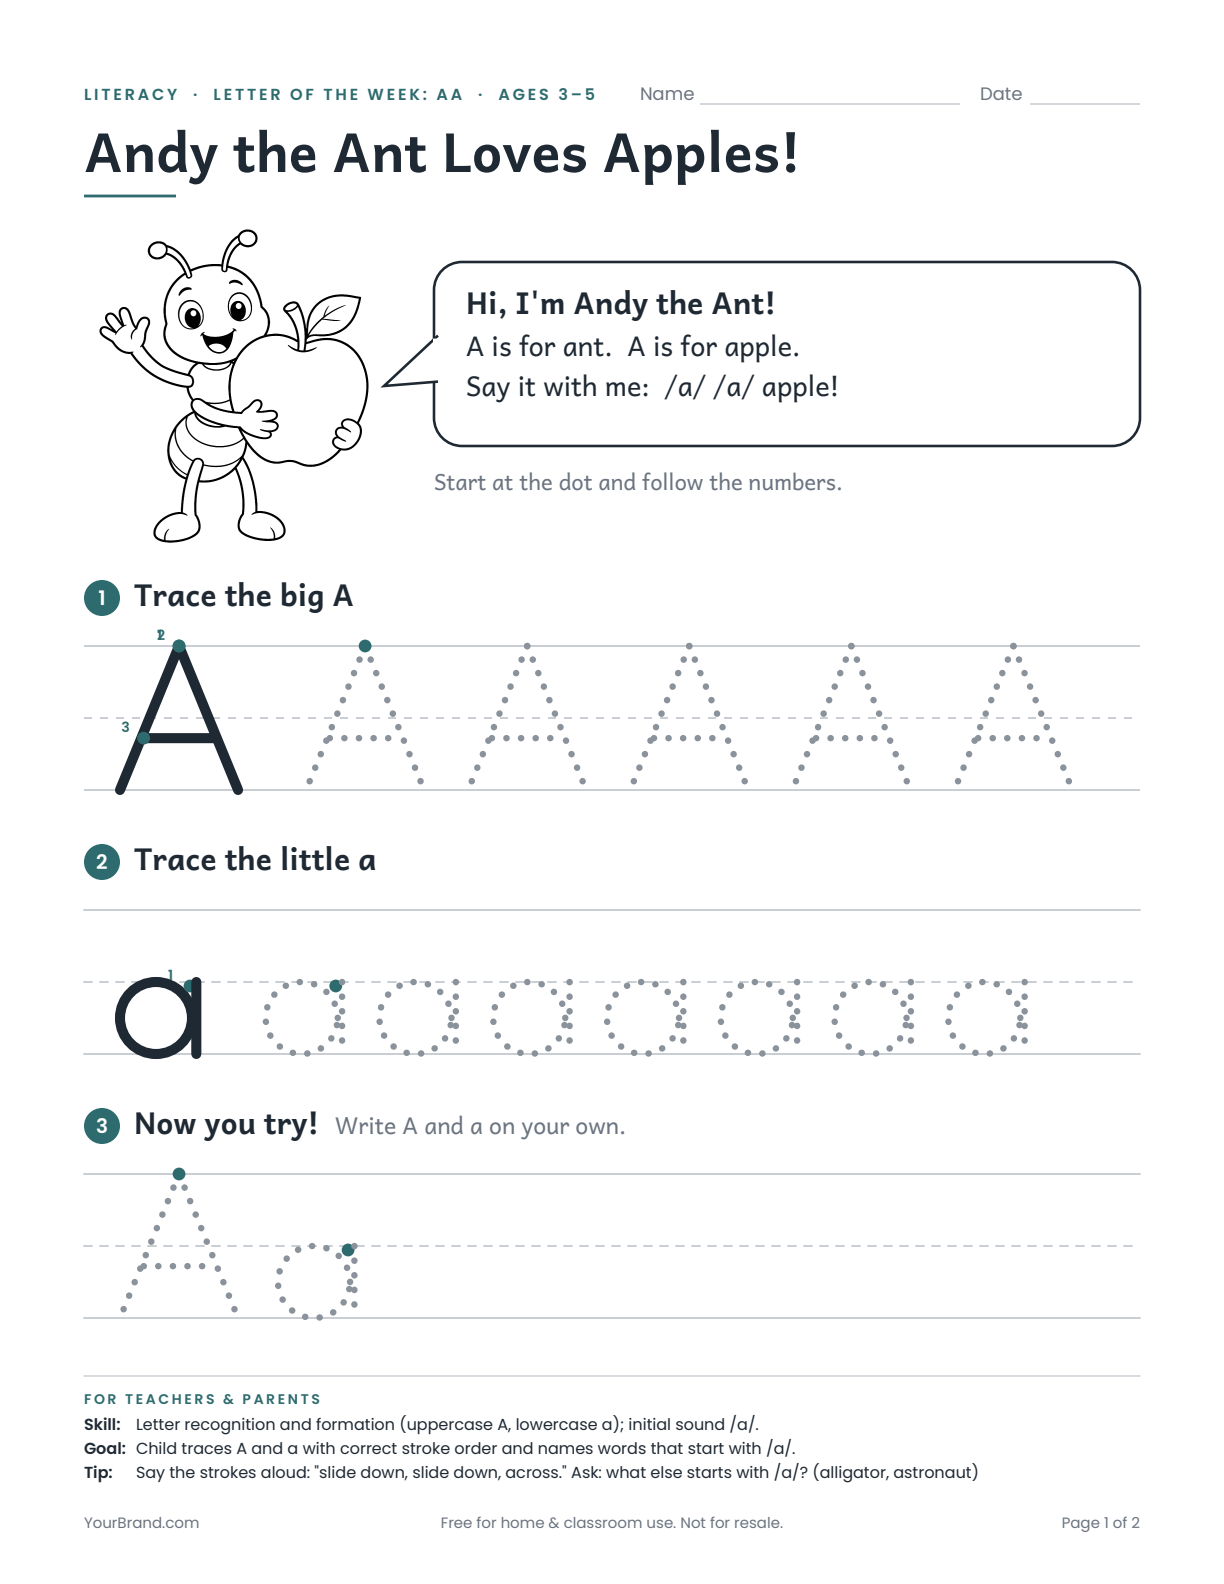 LITERACY · LETTER OF THE WEEK: AA · AGES 3–5 Name Date
Andy the Ant Loves Apples!
Hi, I'm Andy the Ant!
A is for ant. A is for apple.
Say it with me: /a/ /a/ apple!
Start at the dot and follow the numbers.
1 Trace the big A
2
3
A A A A A A
2 Trace the little a
1
a a a a a a a a
3 Now you try! Write A and a on your own.
A a
FOR TEACHERS & PARENTS
Skill: Letter recognition and formation (uppercase A, lowercase a); initial sound /a/.
Goal: Child traces A and a with correct stroke order and names words that start with /a/.
Tip: Say the strokes aloud: "slide down, slide down, across." Ask: what else starts with /a/? (alligator, astronaut)
YourBrand.com Free for home & classroom use. Not for resale. Page 1 of 2